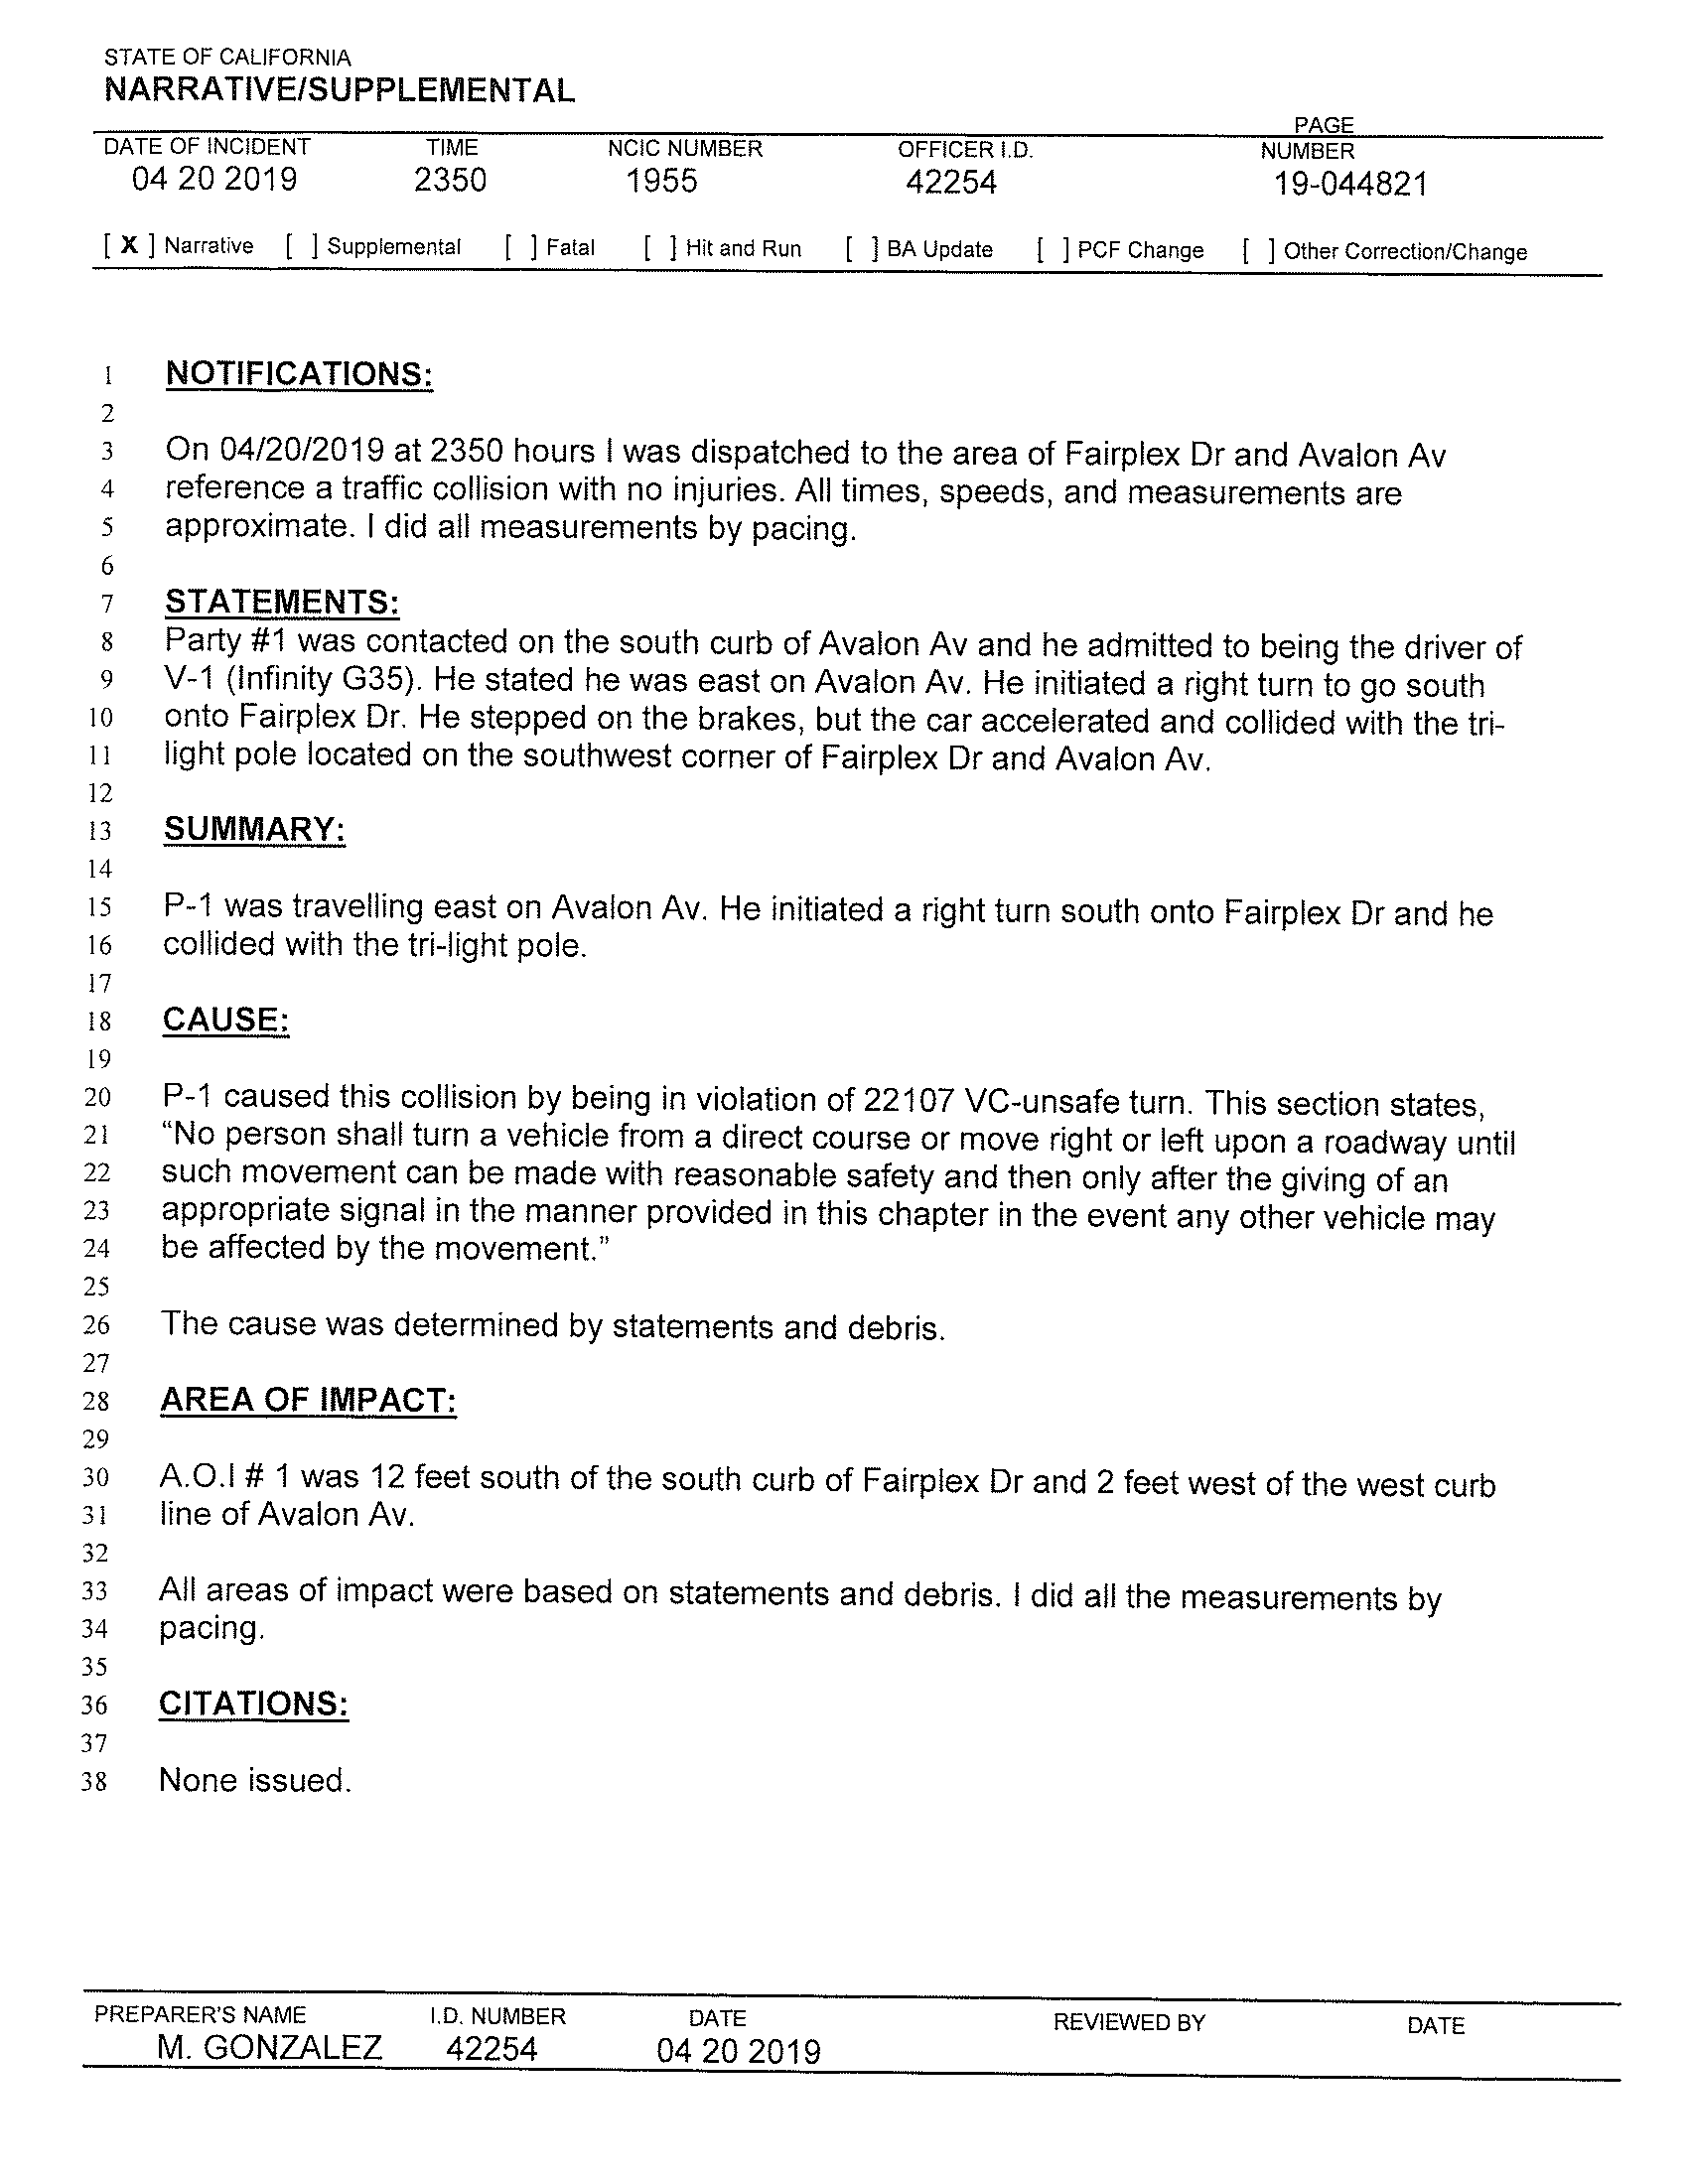 STATE OF CALIFORNIA
NARRATIVE/SUPPLEMENTAL
PAGE
DATE OF INCIDENT TIME NCIC NUMBER OFFICER I.D. NUMBER
04 20 2019 2350 1955 42254 19-044821
[ X ] Narrative [ ] Supplemental [ ] Fatal [ ] Hit and Run [ ] BA Update [ ] PCF Change [ ] Other Correction/Change
1 NOTIFICATIONS:
2
3 On 04/20/2019 at 2350 hours I was dispatched to the area of Fairplex Dr and Avalon Av
4 reference a traffic collision with no injuries. All times, speeds, and measurements are
5 approximate. I did all measurements by pacing.
6
7 STATEMENTS:
8 Party #1 was contacted on the south curb of Avalon Av and he admitted to being the driver of
9 V-1 (Infinity G35). He stated he was east on Avalon Av. He initiated a right turn to go south
10 onto Fairplex Dr. He stepped on the brakes, but the car accelerated and collided with the tri-
11 light pole located on the southwest corner of Fairplex Dr and Avalon Av.
12
13 SUMMARY:
14
15 P-1 was travelling east on Avalon Av. He initiated a right turn south onto Fairplex Dr and he
16 collided with the tri-light pole.
17
18 CAUSE:
19
20 P-1 caused this collision by being in violation of 22107 VC-unsafe turn. This section states,
21 “No person shall turn a vehicle from a direct course or move right or left upon a roadway until
22 such movement can be made with reasonable safety and then only after the giving of an
23 appropriate signal in the manner provided in this chapter in the event any other vehicle may
24 be affected by the movement.”
25
26 The cause was determined by statements and debris.
27
28 AREA OF IMPACT:
29
30 A.O.I # 1 was 12 feet south of the south curb of Fairplex Dr and 2 feet west of the west curb
31 line of Avalon Av.
32
33 All areas of impact were based on statements and debris. I did all the measurements by
34 pacing.
35
36 CITATIONS:
37
38 None issued.
PREPARER'S NAME I.D. NUMBER DATE REVIEWED BY DATE
M. GONZALEZ 42254 04 20 2019